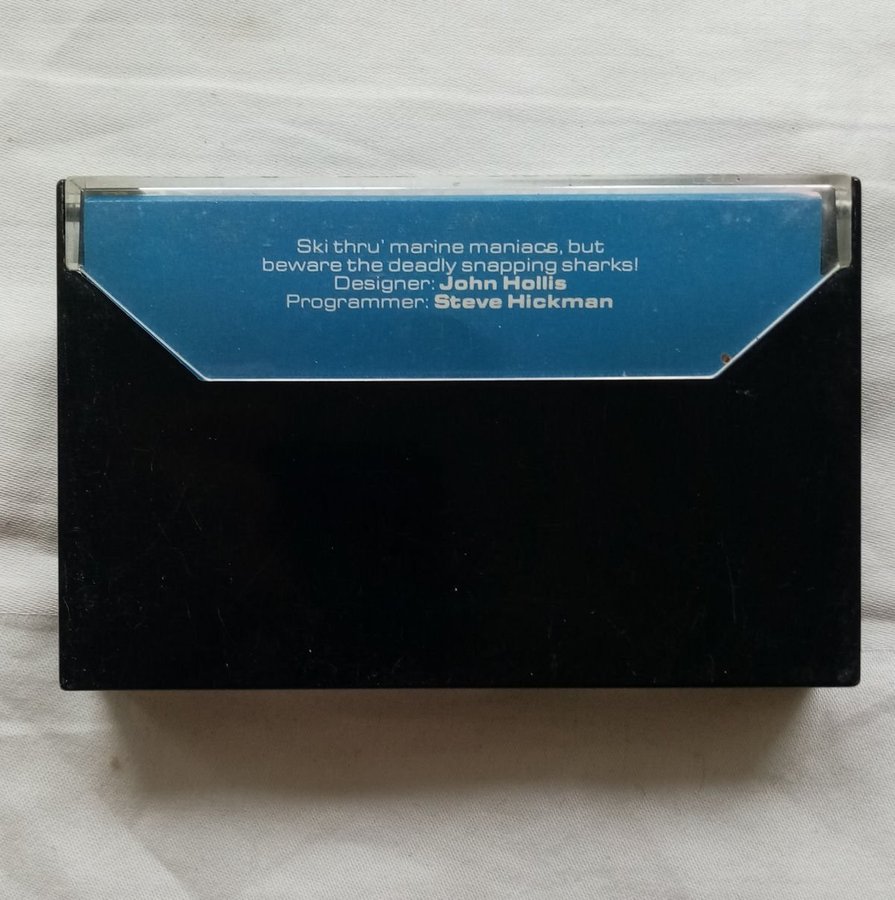 Ski thru' marine maniacs, but
beware the deadly snapping sharks!
Designer: John Hollis
Programmer: Steve Hickman